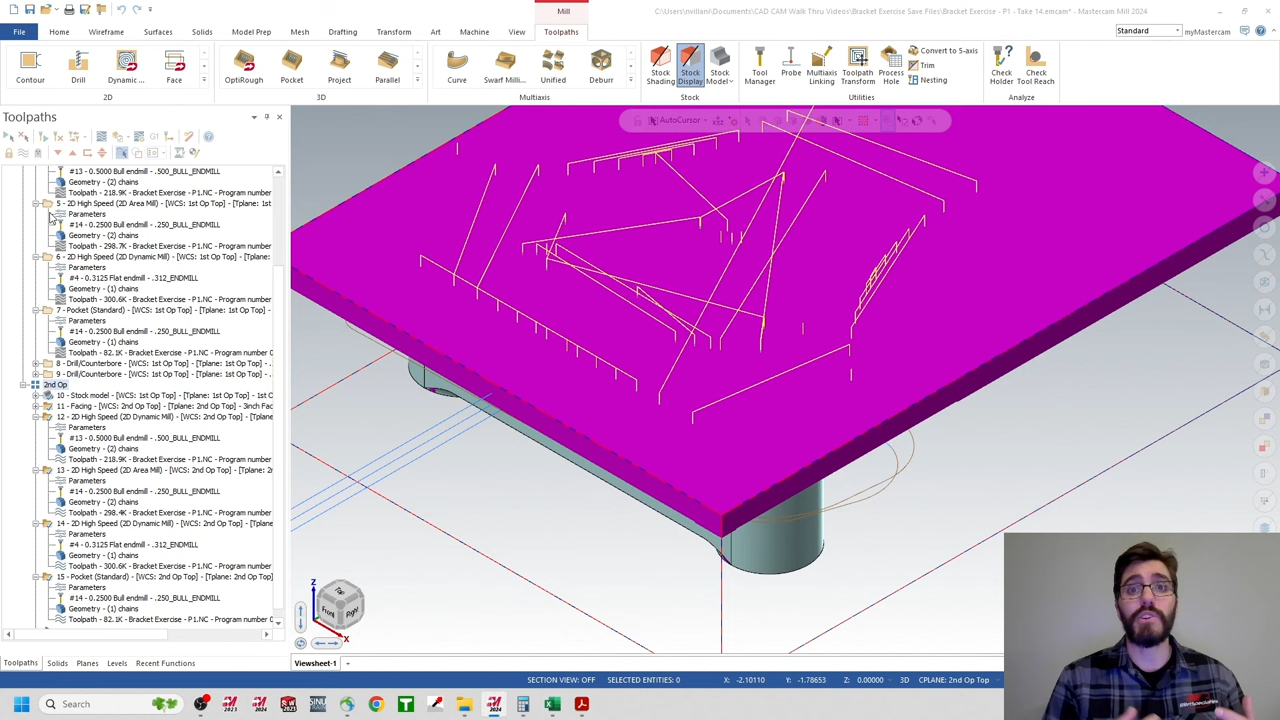 Mill
C:\Users\nvillani\Documents\CAD CAM Walk Thru Videos\Bracket Exercise Save Files\Bracket Exercise - P1 - Take 14.emcam* - Mastercam Mill 2024
File Home Wireframe Surfaces Solids Model Prep Mesh Drafting Transform Art Machine View Toolpaths
Standard myMastercam
Contour Drill Dynamic ... Face OptiRough Pocket Project Parallel Curve Swarf Milli... Unified Deburr Stock Shading Stock Display Stock Model Tool Manager Probe Multiaxis Linking Toolpath Transform Process Hole Convert to 5-axis Trim Nesting Check Holder Check Tool Reach
2D 3D Multiaxis Stock Utilities Analyze
Toolpaths
AutoCursor
#13 - 0.5000 Bull endmill - .500_BULL_ENDMILL
Geometry - (2) chains
Toolpath - 218.9K - Bracket Exercise - P1.NC - Program number
5 - 2D High Speed (2D Area Mill) - [WCS: 1st Op Top] - [Tplane: 1st
Parameters
#14 - 0.2500 Bull endmill - .250_BULL_ENDMILL
Geometry - (2) chains
Toolpath - 298.7K - Bracket Exercise - P1.NC - Program number
6 - 2D High Speed (2D Dynamic Mill) - [WCS: 1st Op Top] - [Tplane:
Parameters
#4 - 0.3125 Flat endmill - .312_ENDMILL
Geometry - (1) chains
Toolpath - 300.6K - Bracket Exercise - P1.NC - Program number
7 - Pocket (Standard) - [WCS: 1st Op Top] - [Tplane: 1st Op Top]
Parameters
#14 - 0.2500 Bull endmill - .250_BULL_ENDMILL
Geometry - (1) chains
Toolpath - 82.1K - Bracket Exercise - P1.NC - Program number 0
8 - Drill/Counterbore - [WCS: 1st Op Top] - [Tplane: 1st Op Top] -
9 - Drill/Counterbore - [WCS: 1st Op Top] - [Tplane: 1st Op Top] -
2nd Op
10 - Stock model - [WCS: 1st Op Top] - [Tplane: 1st Op Top] - 1st O
11 - Facing - [WCS: 2nd Op Top] - [Tplane: 2nd Op Top] - 3inch Fac
12 - 2D High Speed (2D Dynamic Mill) - [WCS: 2nd Op Top] - [Tplane
Parameters
#13 - 0.5000 Bull endmill - .500_BULL_ENDMILL
Geometry - (2) chains
Toolpath - 218.9K - Bracket Exercise - P1.NC - Program number
13 - 2D High Speed (2D Area Mill) - [WCS: 2nd Op Top] - [Tplane: 2n
Parameters
#14 - 0.2500 Bull endmill - .250_BULL_ENDMILL
Geometry - (2) chains
Toolpath - 298.4K - Bracket Exercise - P1.NC - Program number
14 - 2D High Speed (2D Dynamic Mill) - [WCS: 2nd Op Top] - [Tplane
Parameters
#4 - 0.3125 Flat endmill - .312_ENDMILL
Geometry - (1) chains
Toolpath - 300.6K - Bracket Exercise - P1.NC - Program number
15 - Pocket (Standard) - [WCS: 2nd Op Top] - [Tplane: 2nd Op Top]
Parameters
#14 - 0.2500 Bull endmill - .250_BULL_ENDMILL
Geometry - (1) chains
Toolpath - 82.1K - Bracket Exercise - P1.NC - Program number 0
Z Top Front Right X
Toolpaths Solids Planes Levels Recent Functions
Viewsheet-1 +
SECTION VIEW: OFF SELECTED ENTITIES: 0 X: -2.10110 Y: -1.78653 Z: 0.00000 3D CPLANE: 2nd Op Top
Search